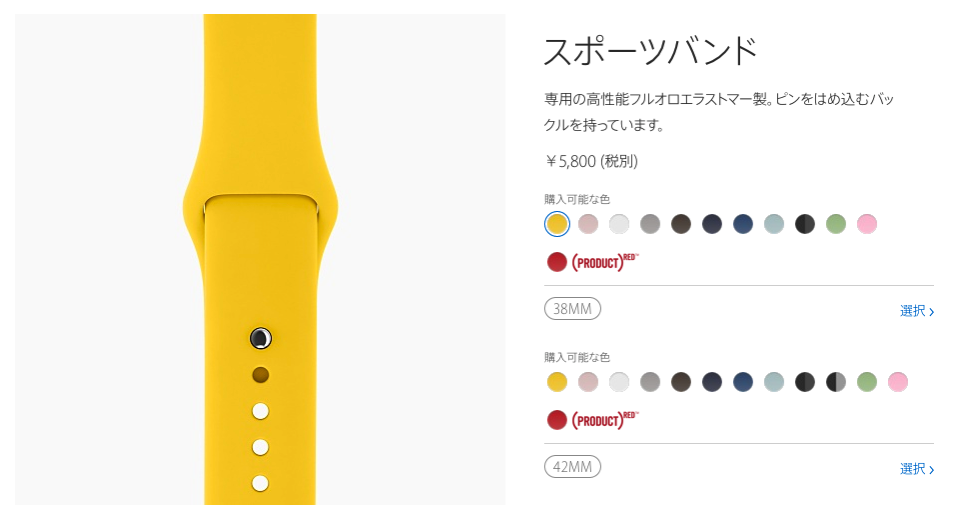 スポーツバンド
専用の高性能フルオロエラストマー製。ピンをはめ込むバッ
クルを持っています。
￥5,800 (税別)
購入可能な色
(PRODUCT)RED™
38MM 選択 ›
購入可能な色
(PRODUCT)RED™
42MM 選択 ›